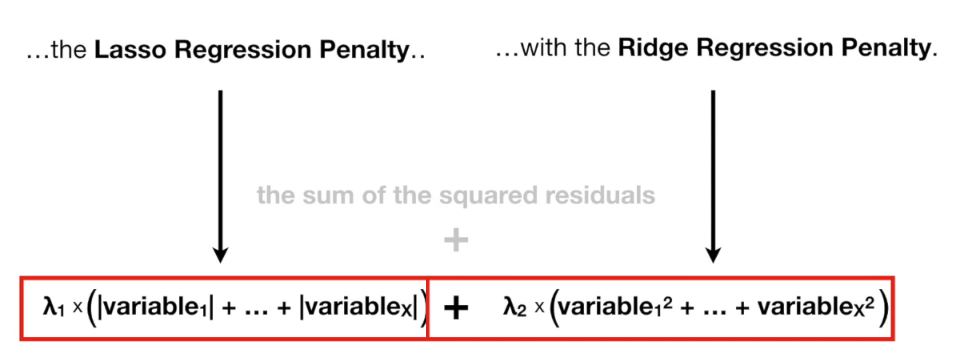 ...the Lasso Regression Penalty..
...with the Ridge Regression Penalty.
the sum of the squared residuals
+
λ₁ × (|variable₁| + ... + |variableₓ|) + λ₂ × (variable₁² + ... + variableₓ²)